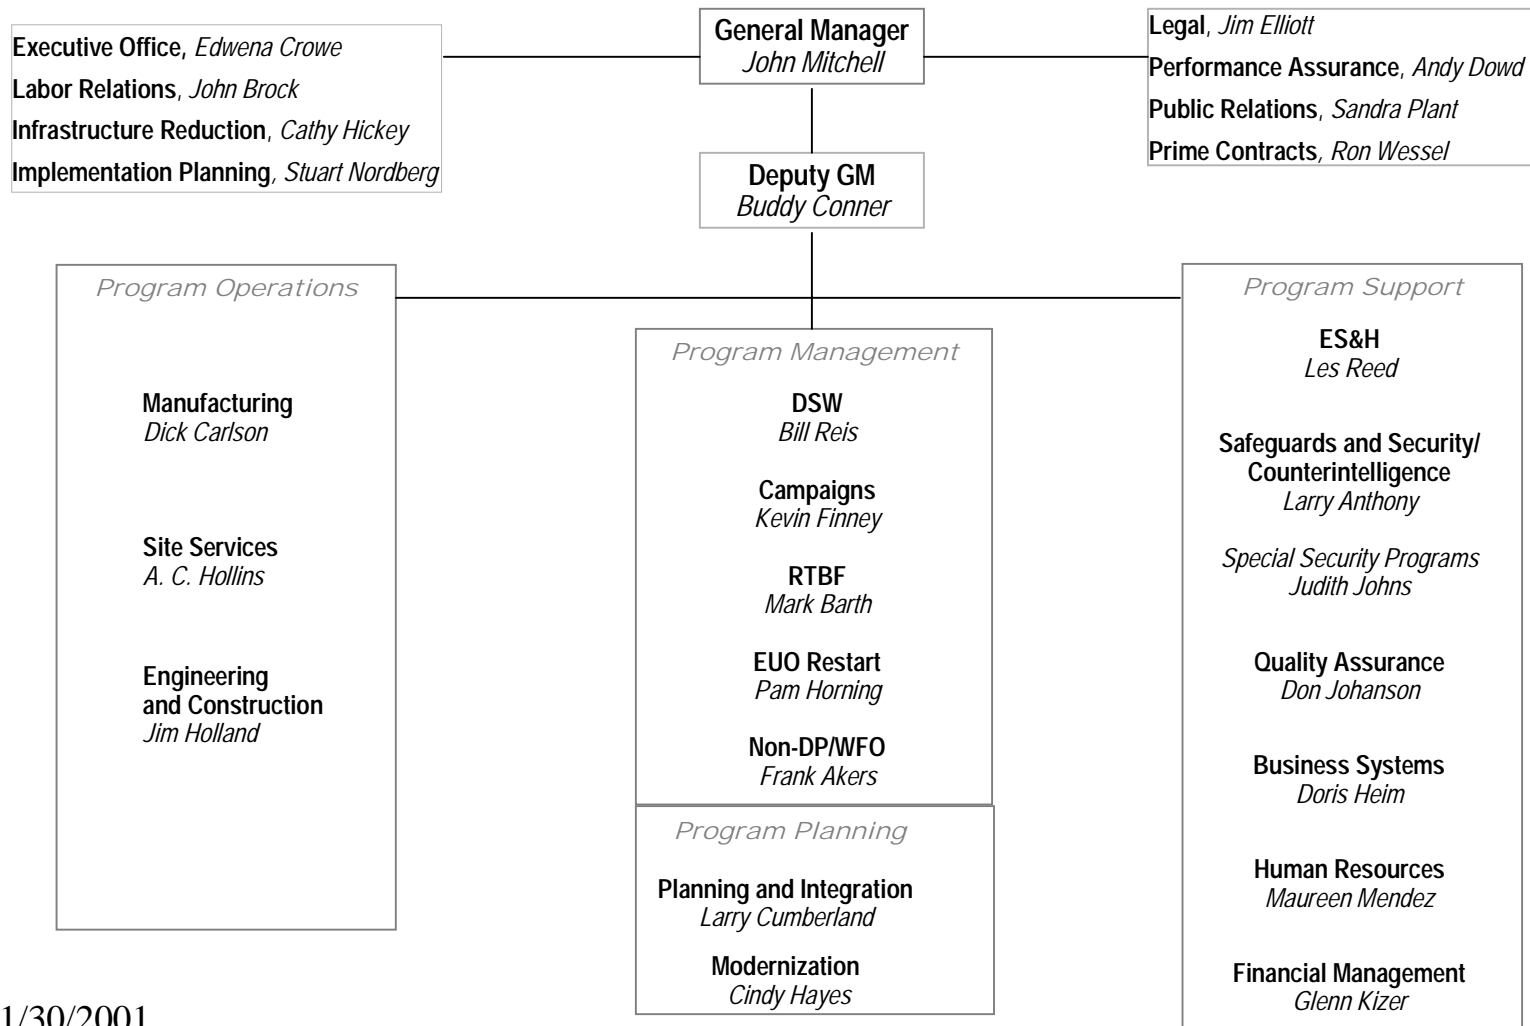 General Manager
John Mitchell
Executive Office, Edwena Crowe
Labor Relations, John Brock
Infrastructure Reduction, Cathy Hickey
Implementation Planning, Stuart Nordberg
Legal, Jim Elliott
Performance Assurance, Andy Dowd
Public Relations, Sandra Plant
Prime Contracts, Ron Wessel
Deputy GM
Buddy Conner
Program Operations
Manufacturing
Dick Carlson
Site Services
A. C. Hollins
Engineering
and Construction
Jim Holland
Program Management
DSW
Bill Reis
Campaigns
Kevin Finney
RTBF
Mark Barth
EUO Restart
Pam Horning
Non-DP/WFO
Frank Akers
Program Planning
Planning and Integration
Larry Cumberland
Modernization
Cindy Hayes
Program Support
ES&H
Les Reed
Safeguards and Security/
Counterintelligence
Larry Anthony
Special Security Programs
Judith Johns
Quality Assurance
Don Johanson
Business Systems
Doris Heim
Human Resources
Maureen Mendez
Financial Management
Glenn Kizer
1/30/2001